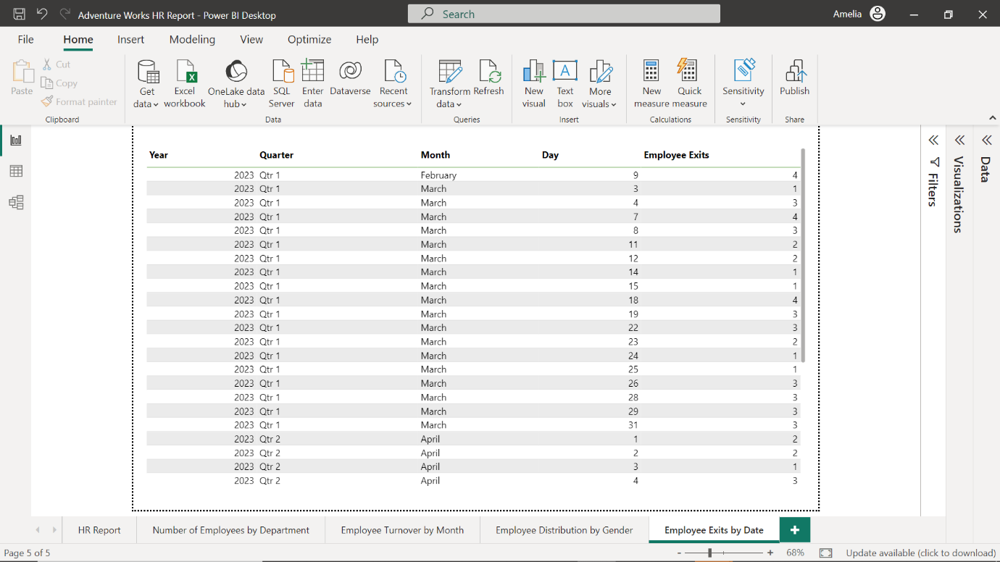 Adventure Works HR Report - Power BI Desktop
Search
Amelia
File Home Insert Modeling View Optimize Help
Paste
Cut
Copy
Format painter
Clipboard
Get data
Excel workbook
OneLake data hub
SQL Server
Enter data
Dataverse
Recent sources
Data
Transform data
Refresh
Queries
New visual
Text box
More visuals
Insert
New measure
Quick measure
Calculations
Sensitivity
Sensitivity
Publish
Share
Year Quarter Month Day Employee Exits
2023 Qtr 1 February 9 4
2023 Qtr 1 March 3 1
2023 Qtr 1 March 4 3
2023 Qtr 1 March 7 4
2023 Qtr 1 March 8 3
2023 Qtr 1 March 11 2
2023 Qtr 1 March 12 2
2023 Qtr 1 March 14 1
2023 Qtr 1 March 15 1
2023 Qtr 1 March 18 4
2023 Qtr 1 March 19 3
2023 Qtr 1 March 22 3
2023 Qtr 1 March 23 2
2023 Qtr 1 March 24 1
2023 Qtr 1 March 25 1
2023 Qtr 1 March 26 3
2023 Qtr 1 March 28 3
2023 Qtr 1 March 29 3
2023 Qtr 1 March 31 3
2023 Qtr 2 April 1 2
2023 Qtr 2 April 2 2
2023 Qtr 2 April 3 1
2023 Qtr 2 April 4 3
Filters
Visualizations
Data
HR Report Number of Employees by Department Employee Turnover by Month Employee Distribution by Gender Employee Exits by Date +
Page 5 of 5 - + 68% Update available (click to download)